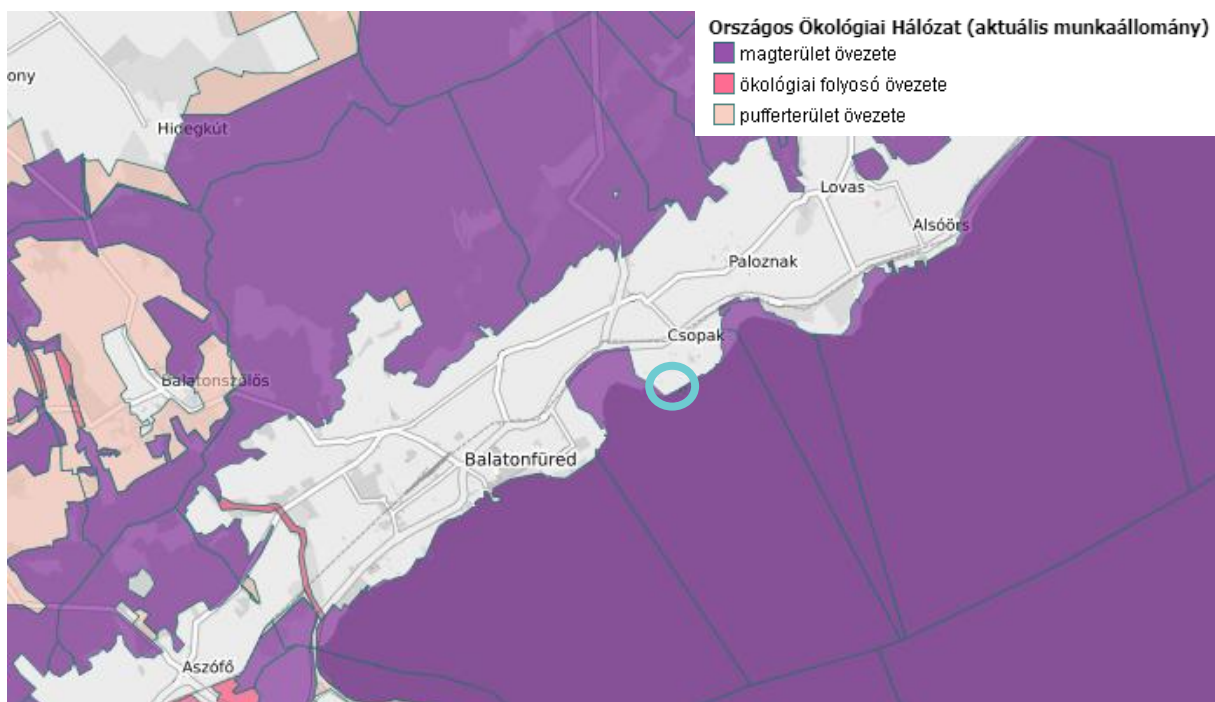 Országos Ökológiai Hálózat (aktuális munkaállomány)
magterület övezete
ökológiai folyosó övezete
pufferterület övezete
ony
Hidegkút
Lovas
Alsóörs
Paloznak
Csopak
Balatonszőlős
Balatonfüred
Aszófő